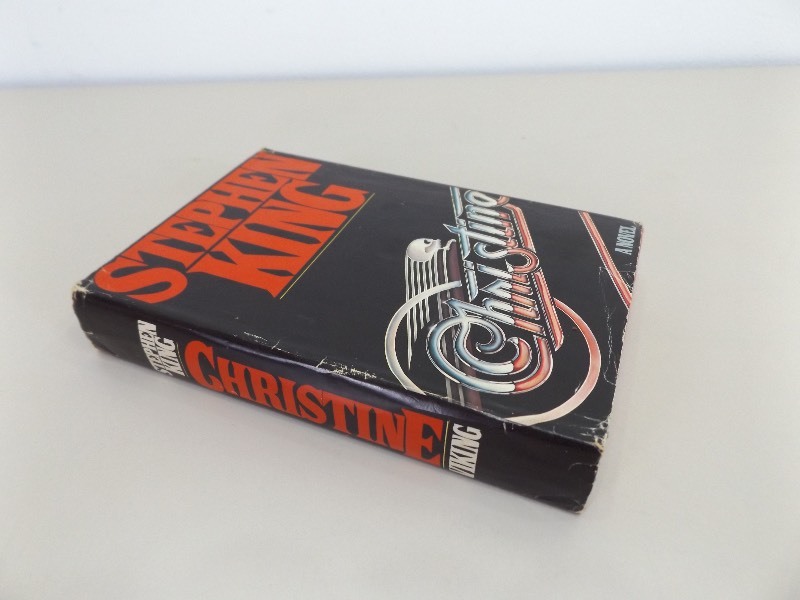 STEPHEN
KING
Christine
A NOVEL
STEPHEN
KING
CHRISTINE
VIKING